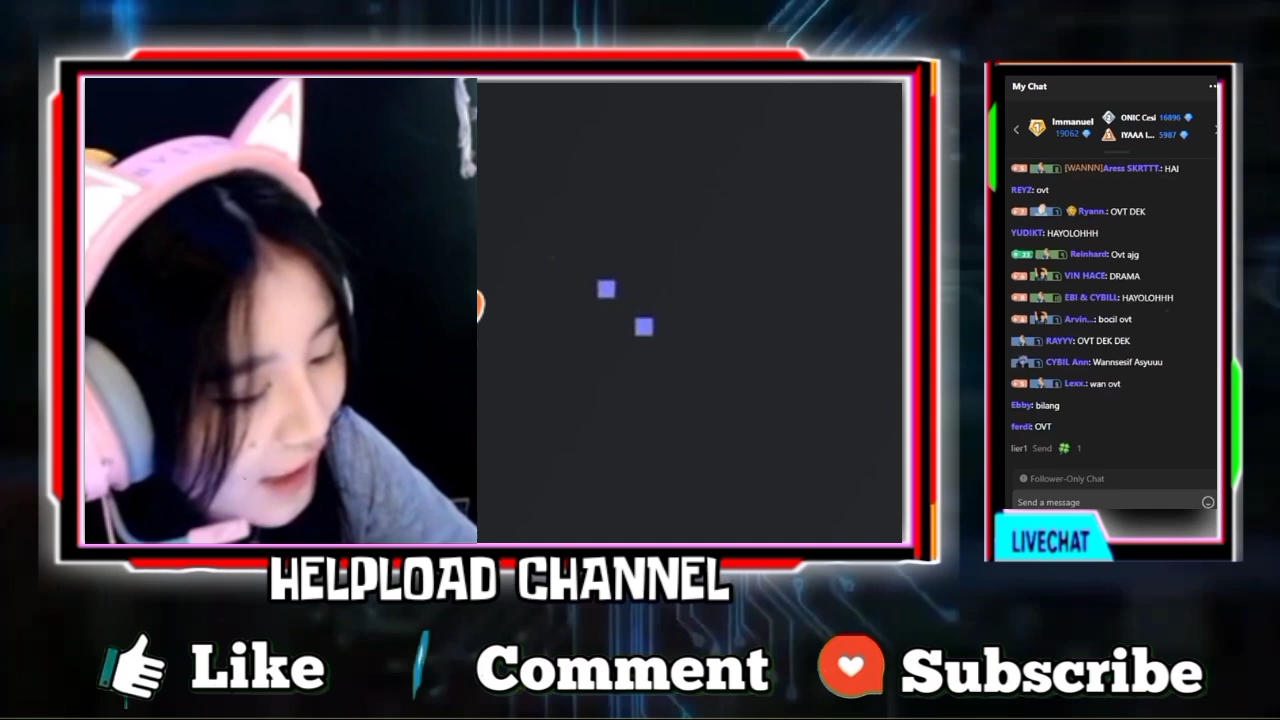 My Chat
Immanuel
19062
ONIC Cesi 16896
IYAAA I... 5987
[WANNN]Aress SKRTTT.: HAI
REYZ: ovt
Ryann.: OVT DEK
YUDIKT: HAYOLOHHH
Reinhard: Ovt ajg
VIN HACE: DRAMA
EBI & CYBILL: HAYOLOHHH
Arvin...: bocil ovt
RAYYY: OVT DEK DEK
CYBIL Ann: Wannsesif Asyuuu
Lexx.: wan ovt
Ebby: bilang
ferdi: OVT
lier1 Send 1
Follower-Only Chat
Send a message
LIVECHAT
HELPLOAD CHANNEL
Like
Comment
Subscribe